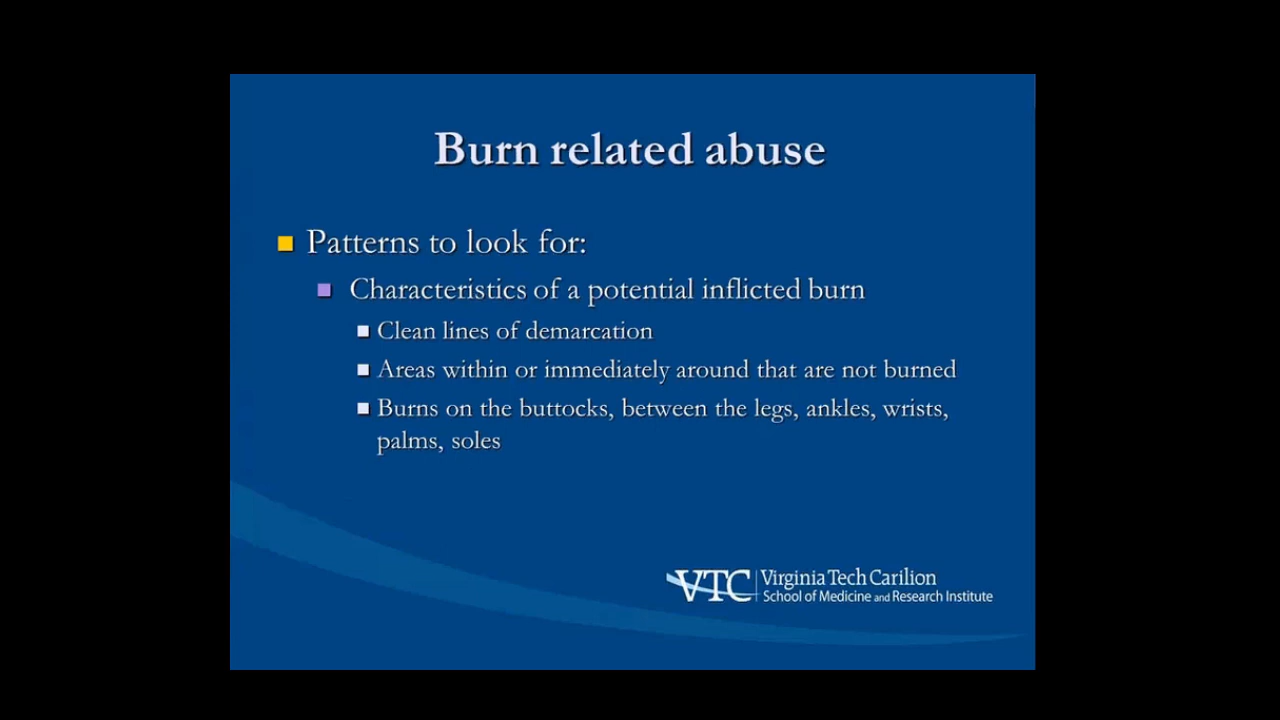 Burn related abuse
Patterns to look for:
Characteristics of a potential inflicted burn
Clean lines of demarcation
Areas within or immediately around that are not burned
Burns on the buttocks, between the legs, ankles, wrists,
palms, soles
VTC Virginia Tech Carilion
School of Medicine and Research Institute